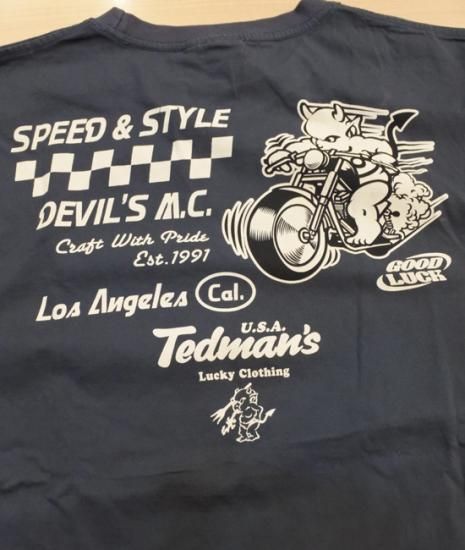 SPEED & STYLE
DEVIL'S M.C.
Craft With Pride
Est.1991
GOOD
LUCK
Los Angeles Cal.
U.S.A.
Tedman's
Lucky Clothing